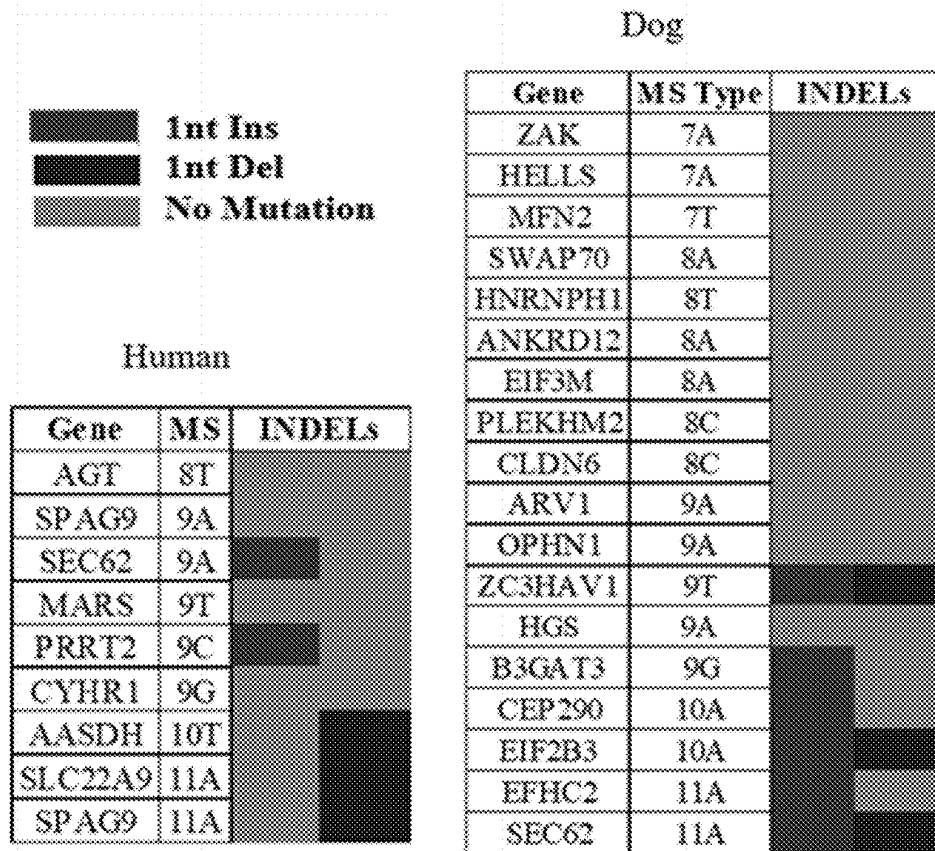 Dog
1nt Ins
1nt Del
No Mutation
Gene MS Type INDELs
ZAK 7A
HELLS 7A
MFN2 7T
SWAP70 8A
HNRNPH1 8T
ANKRD12 8A
EIF3M 8A
PLEKHM2 8C
CLDN6 8C
ARV1 9A
OPHN1 9A
ZC3HAV1 9T
HGS 9A
B3GAT3 9G
CEP290 10A
EIF2B3 10A
EFHC2 11A
SEC62 11A
Human
Gene MS INDELs
AGT 8T
SPAG9 9A
SEC62 9A
MARS 9T
PRRT2 9C
CYHR1 9G
AASDH 10T
SLC22A9 11A
SPAG9 11A